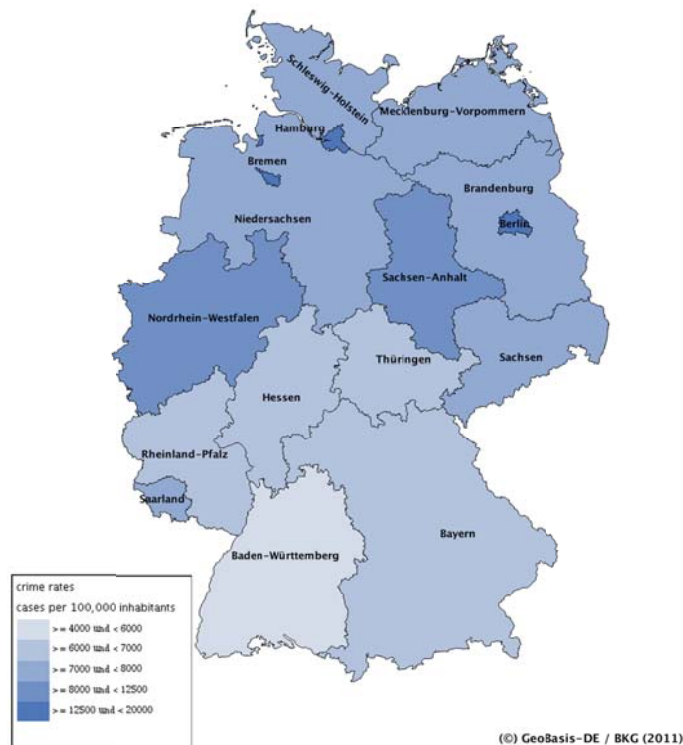 Schleswig-Holstein
Mecklenburg-Vorpommern
Hamburg
Bremen
Brandenburg
Niedersachsen
Berlin
Sachsen-Anhalt
Nordrhein-Westfalen
Thüringen
Sachsen
Hessen
Rheinland-Pfalz
Saarland
Bayern
Baden-Württemberg
crime rates
cases per 100,000 inhabitants
>= 4000 und < 6000
>= 6000 und < 7000
>= 7000 und < 8000
>= 8000 und < 12500
>= 12500 und < 20000
(©) GeoBasis-DE / BKG (2011)